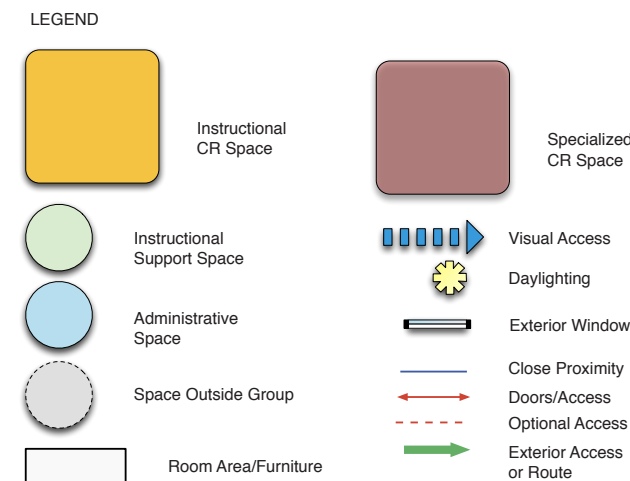 LEGEND
Instructional
CR Space
Specialized
CR Space
Instructional
Support Space
Administrative
Space
Space Outside Group
Room Area/Furniture
Visual Access
Daylighting
Exterior Window
Close Proximity
Doors/Access
Optional Access
Exterior Access
or Route